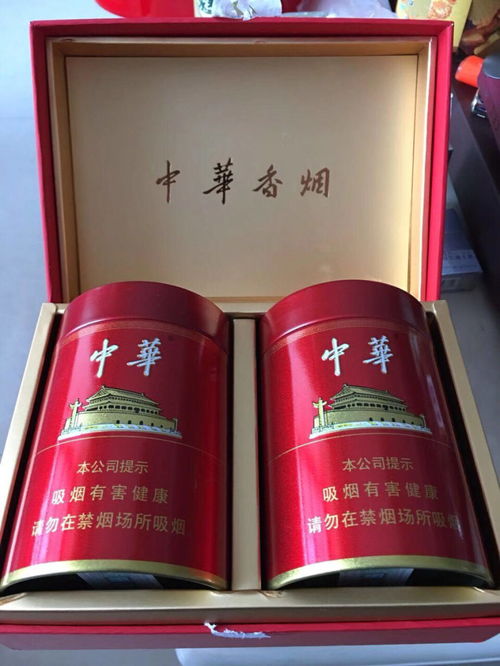 中華香烟
中華
本公司提示
吸烟有害健康
请勿在禁烟场所吸烟
中華
本公司提示
吸烟有害健康
请勿在禁烟场所吸烟